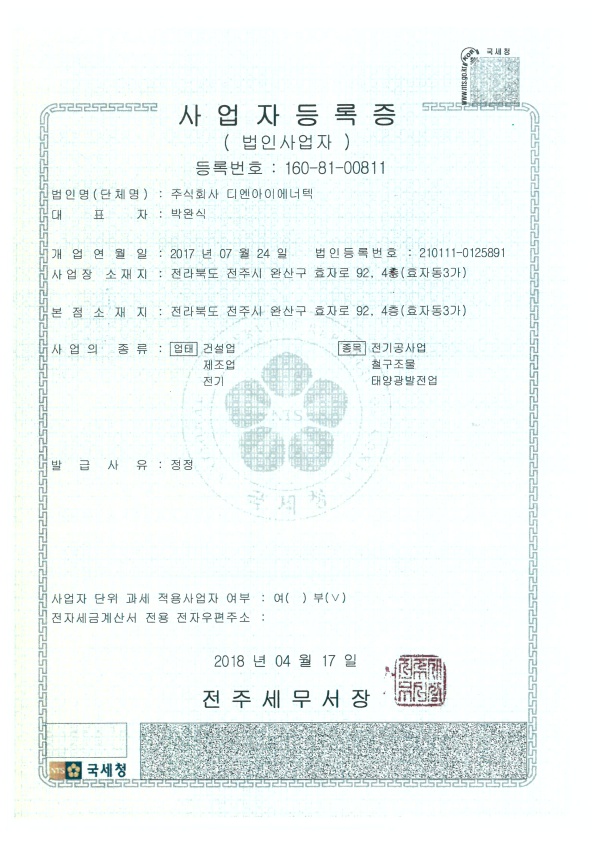 국세청
www.nts.go.kr
사업자등록증
( 법인사업자 )
등록번호 : 160-81-00811
법인명(단체명) : 주식회사 디엔아이에너텍
대 표 자 : 박완식
개 업 연 월 일 : 2017 년 07 월 24 일 법인등록번호 : 210111-0125891
사업장 소재지 : 전라북도 전주시 완산구 효자로 92, 4층(효자동3가)
본 점 소 재 지 : 전라북도 전주시 완산구 효자로 92, 4층(효자동3가)
사 업 의 종 류 : 업태 건설업 종목 전기공사업
제조업 철구조물
전기 태양광발전업
NTS
국세청
발 급 사 유 : 정정
사업자 단위 과세 적용사업자 여부 : 여( ) 부(∨)
전자세금계산서 전용 전자우편주소 :
2018 년 04 월 17 일
전주세무서장
NTS 국세청